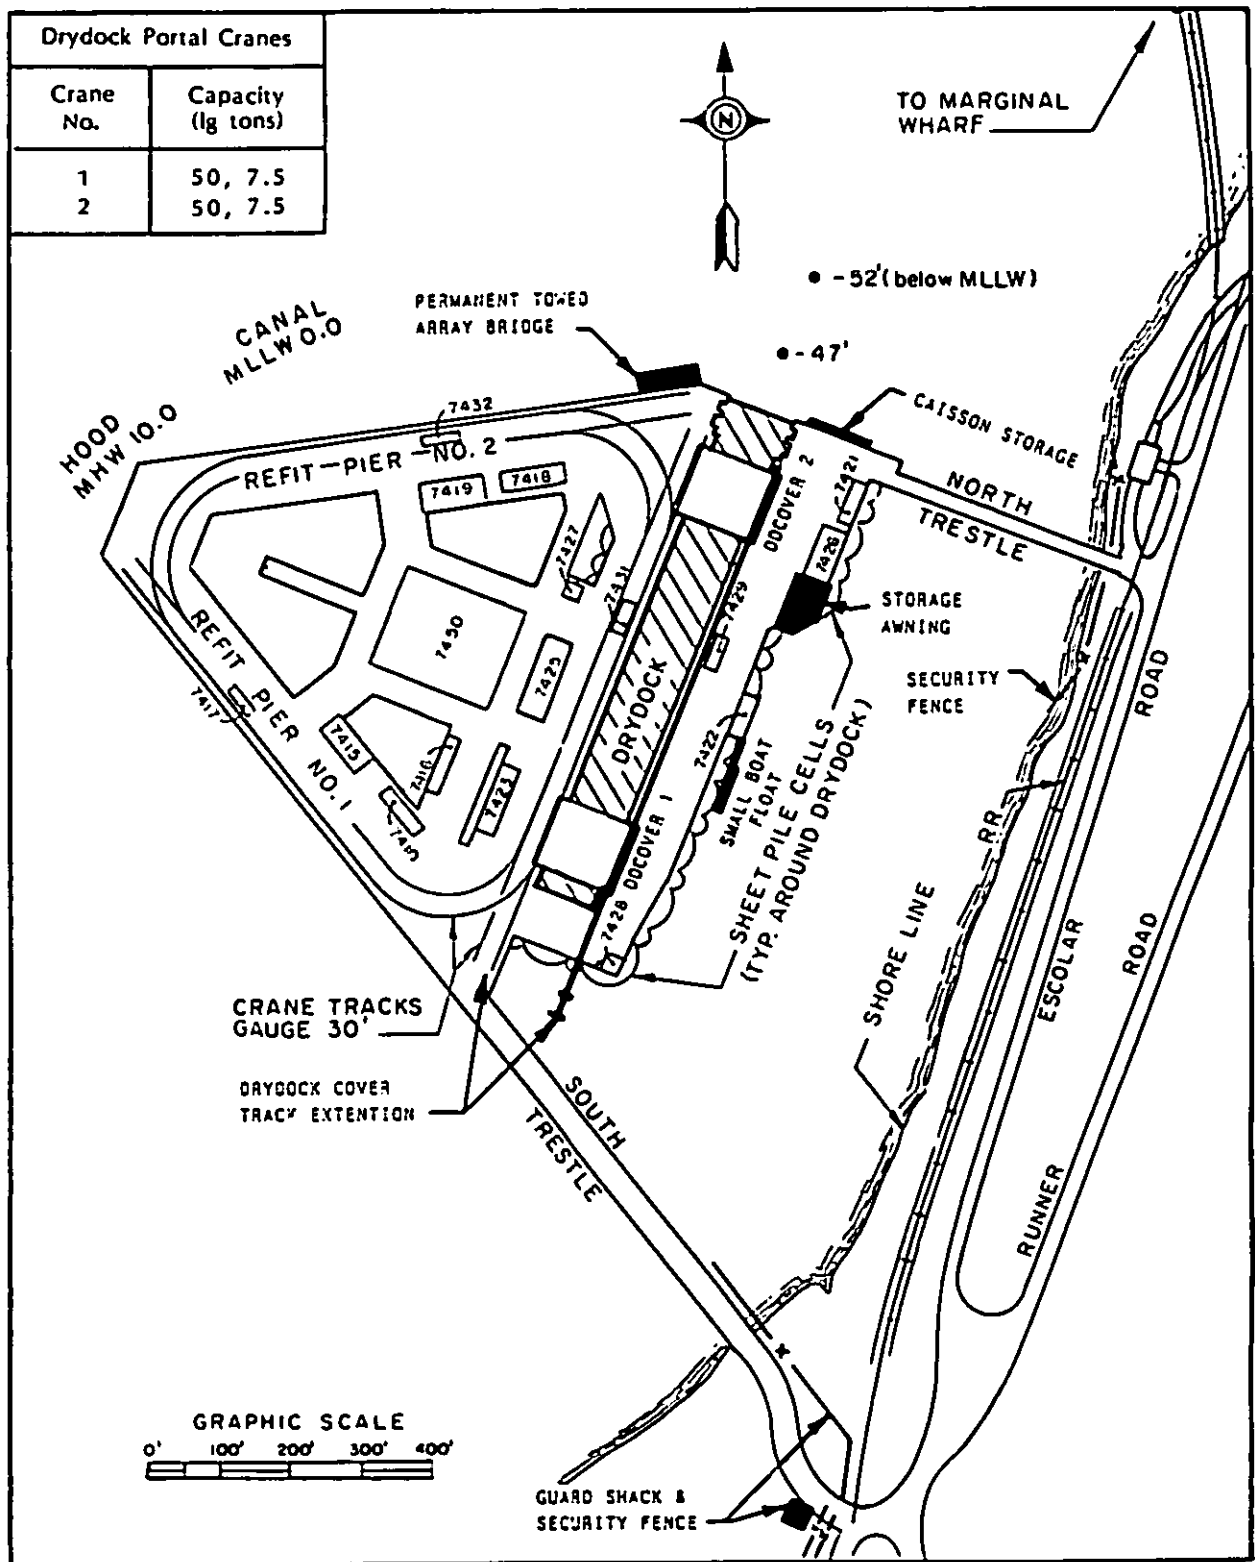 Drydock Portal Cranes
Crane No.
Capacity (lg tons)
1
50, 7.5
2
50, 7.5
N
TO MARGINAL
WHARF
-52'(below MLLW)
-47'
PERMANENT TOWED
ARRAY BRIDGE
CANAL
MLLW 0.0
HOOD
MHW 10.0
7432
REFIT-PIER-NO. 2
7419
7418
7427
7431
CAISSON STORAGE
NORTH
TRESTLE
7421
DDCOVER 2
7426
7429
STORAGE
AWNING
SECURITY
FENCE
ROAD
7450
7425
DRYDOCK
REFIT PIER NO. 1
7417
7415
7416
7423
7422
SMALL BOAT
FLOAT
SHEET PILE CELLS
(TYP. AROUND DRYDOCK)
DDCOVER 1
7428
RR
SHORE LINE
ESCOLAR
ROAD
RUNNER
CRANE TRACKS
GAUGE 30'
DRYDOCK COVER
TRACK EXTENTION
SOUTH
TRESTLE
GRAPHIC SCALE
0' 100' 200' 300' 400'
GUARD SHACK &
SECURITY FENCE